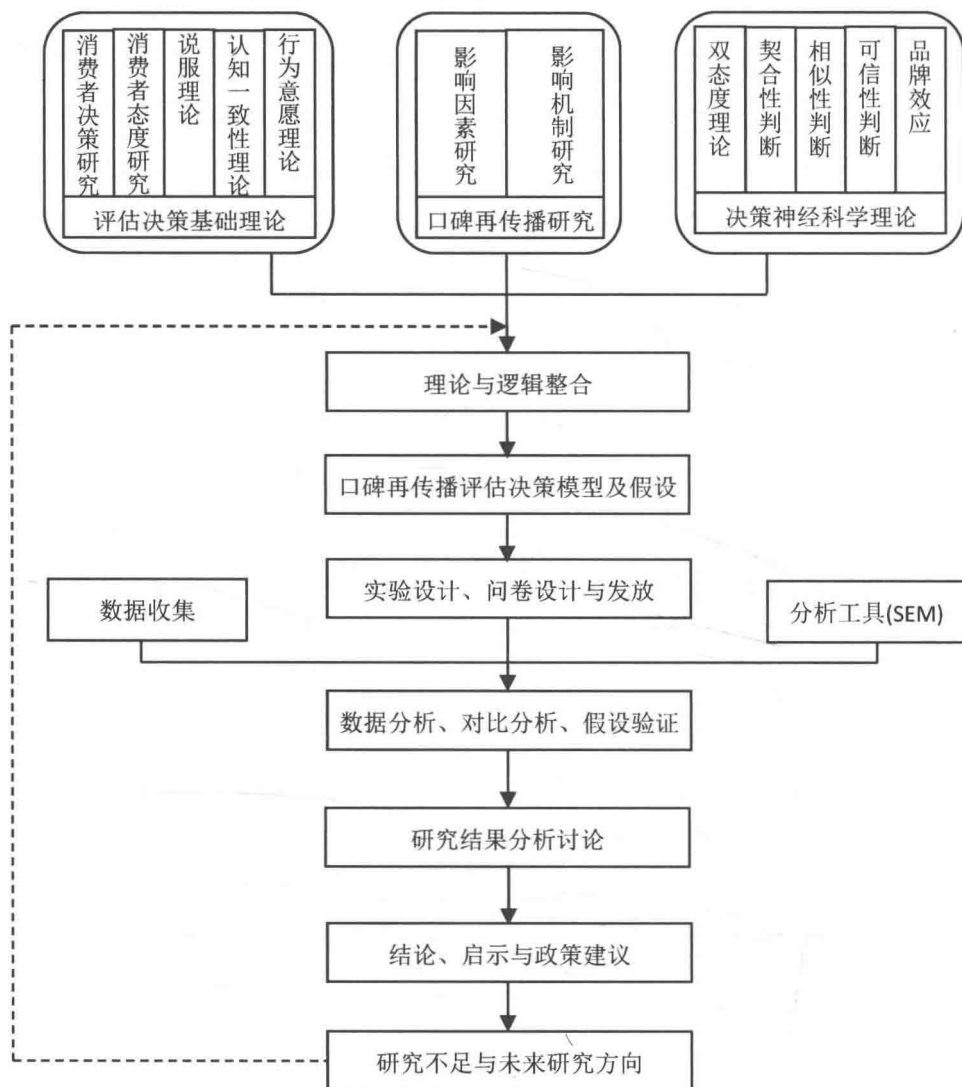 消费者决策研究
消费者态度研究
说服理论
认知一致性理论
行为意愿理论
评估决策基础理论
影响因素研究
影响机制研究
口碑再传播研究
双态度理论
契合性判断
相似性判断
可信性判断
品牌效应
决策神经科学理论
理论与逻辑整合
口碑再传播评估决策模型及假设
实验设计、问卷设计与发放
数据收集
分析工具(SEM)
数据分析、对比分析、假设验证
研究结果分析讨论
结论、启示与政策建议
研究不足与未来研究方向